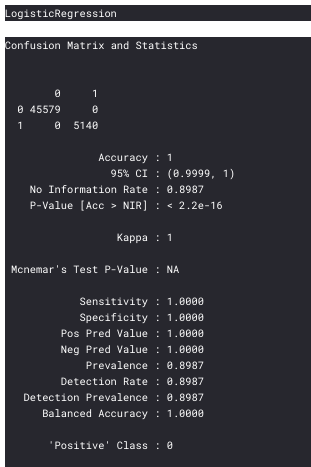 LogisticRegression
Confusion Matrix and Statistics
0 1
0 45579 0
1 0 5140
Accuracy : 1
95% CI : (0.9999, 1)
No Information Rate : 0.8987
P-Value [Acc > NIR] : < 2.2e-16
Kappa : 1
Mcnemar's Test P-Value : NA
Sensitivity : 1.0000
Specificity : 1.0000
Pos Pred Value : 1.0000
Neg Pred Value : 1.0000
Prevalence : 0.8987
Detection Rate : 0.8987
Detection Prevalence : 0.8987
Balanced Accuracy : 1.0000
'Positive' Class : 0